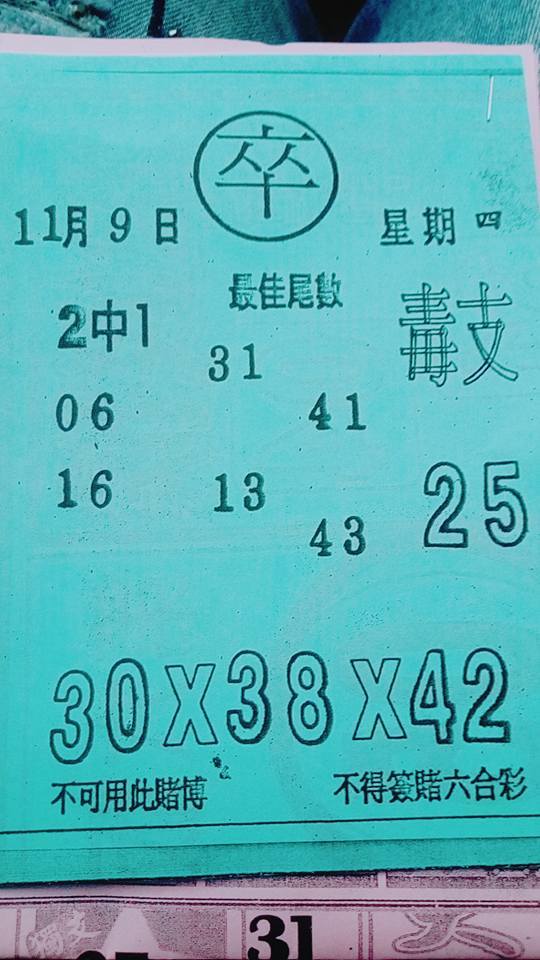 卒
11月9日 星期四
最佳尾數
2中1
31
06 41
16 13
43 25
30X38X42
不可用此賭博 不得簽賭六合彩
31